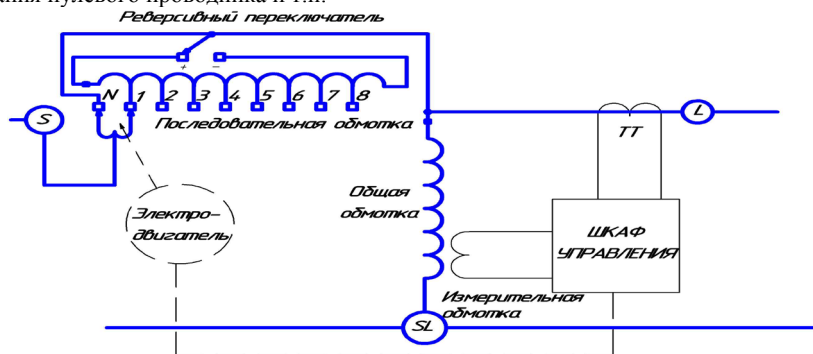 Реверсивный переключатель
+ −
N 1 2 3 4 5 6 7 8
S
Последовательная обмотка
L
ТТ
Общая
обмотка
Электро-
двигатель
ШКАФ
УПРАВЛЕНИЯ
Измерительная
обмотка
SL